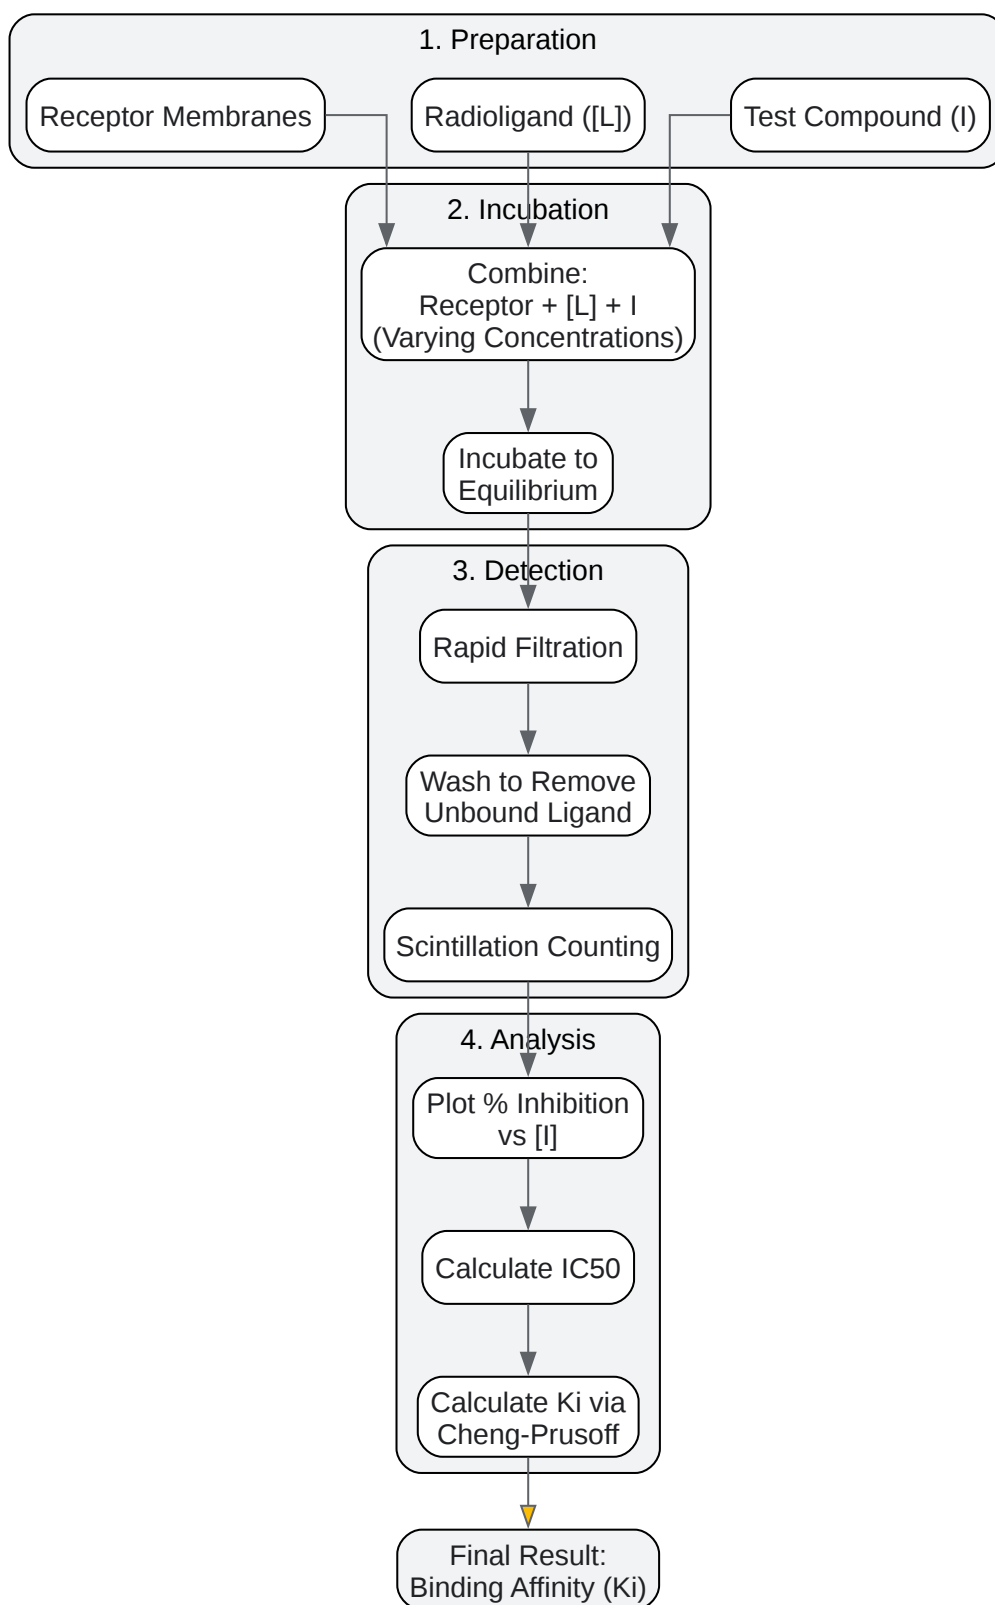 1. Preparation
Receptor Membranes
Radioligand ([L])
Test Compound (I)
2. Incubation
Combine:
Receptor + [L] + I
(Varying Concentrations)
Incubate to
Equilibrium
3. Detection
Rapid Filtration
Wash to Remove
Unbound Ligand
Scintillation Counting
4. Analysis
Plot % Inhibition
vs [I]
Calculate IC50
Calculate Ki via
Cheng-Prusoff
Final Result:
Binding Affinity (Ki)